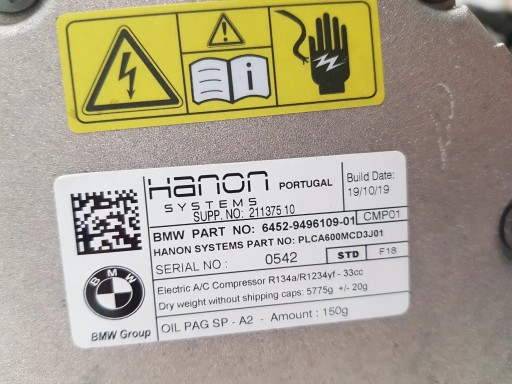 Hanon
SYSTEMS
PORTUGAL
Build Date:
19/10/19
SUPP. NO: 211375 10
BMW PART NO: 6452-9496109-01
CMP01
HANON SYSTEMS PART NO: PLCA600MCD3J01
SERIAL NO : 0542
STD
F18
Electric A/C Compressor R134a/R1234yf - 33cc
Dry weight without shipping caps: 5775g +/- 20g
BMW
BMW Group
OIL PAG SP - A2 - Amount : 150g